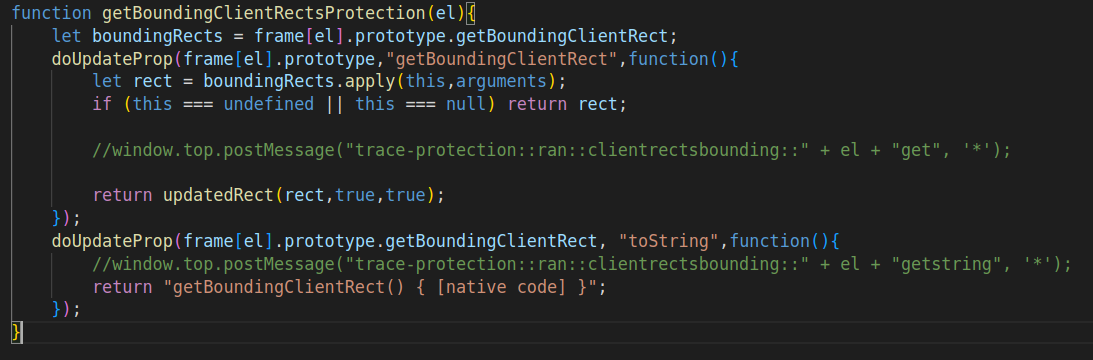 function getBoundingClientRectsProtection(el){
    let boundingRects = frame[el].prototype.getBoundingClientRect;
    doUpdateProp(frame[el].prototype,"getBoundingClientRect",function(){
        let rect = boundingRects.apply(this,arguments);
        if (this === undefined || this === null) return rect;
        //window.top.postMessage("trace-protection::ran::clientrectsbounding::" + el + "get", '*');
        return updatedRect(rect,true,true);
    });
    doUpdateProp(frame[el].prototype.getBoundingClientRect, "toString",function(){
        //window.top.postMessage("trace-protection::ran::clientrectsbounding::" + el + "getstring", '*');
        return "getBoundingClientRect() { [native code] }";
    });
}